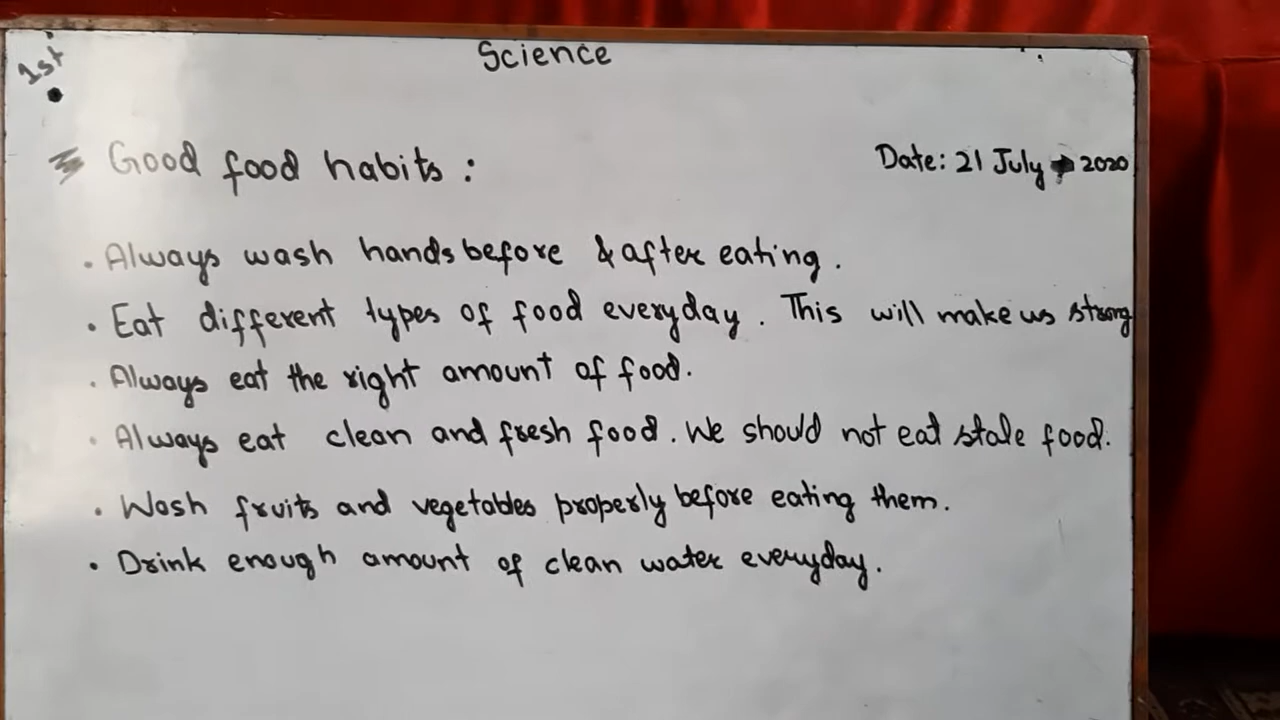 1st
Science
Good food habits :
Date: 21 July 2020
• Always wash hands before & after eating.
• Eat different types of food everyday. This will make us strong
• Always eat the right amount of food.
• Always eat clean and fresh food. We should not eat stale food.
• Wash fruits and vegetables properly before eating them.
• Drink enough amount of clean water everyday.